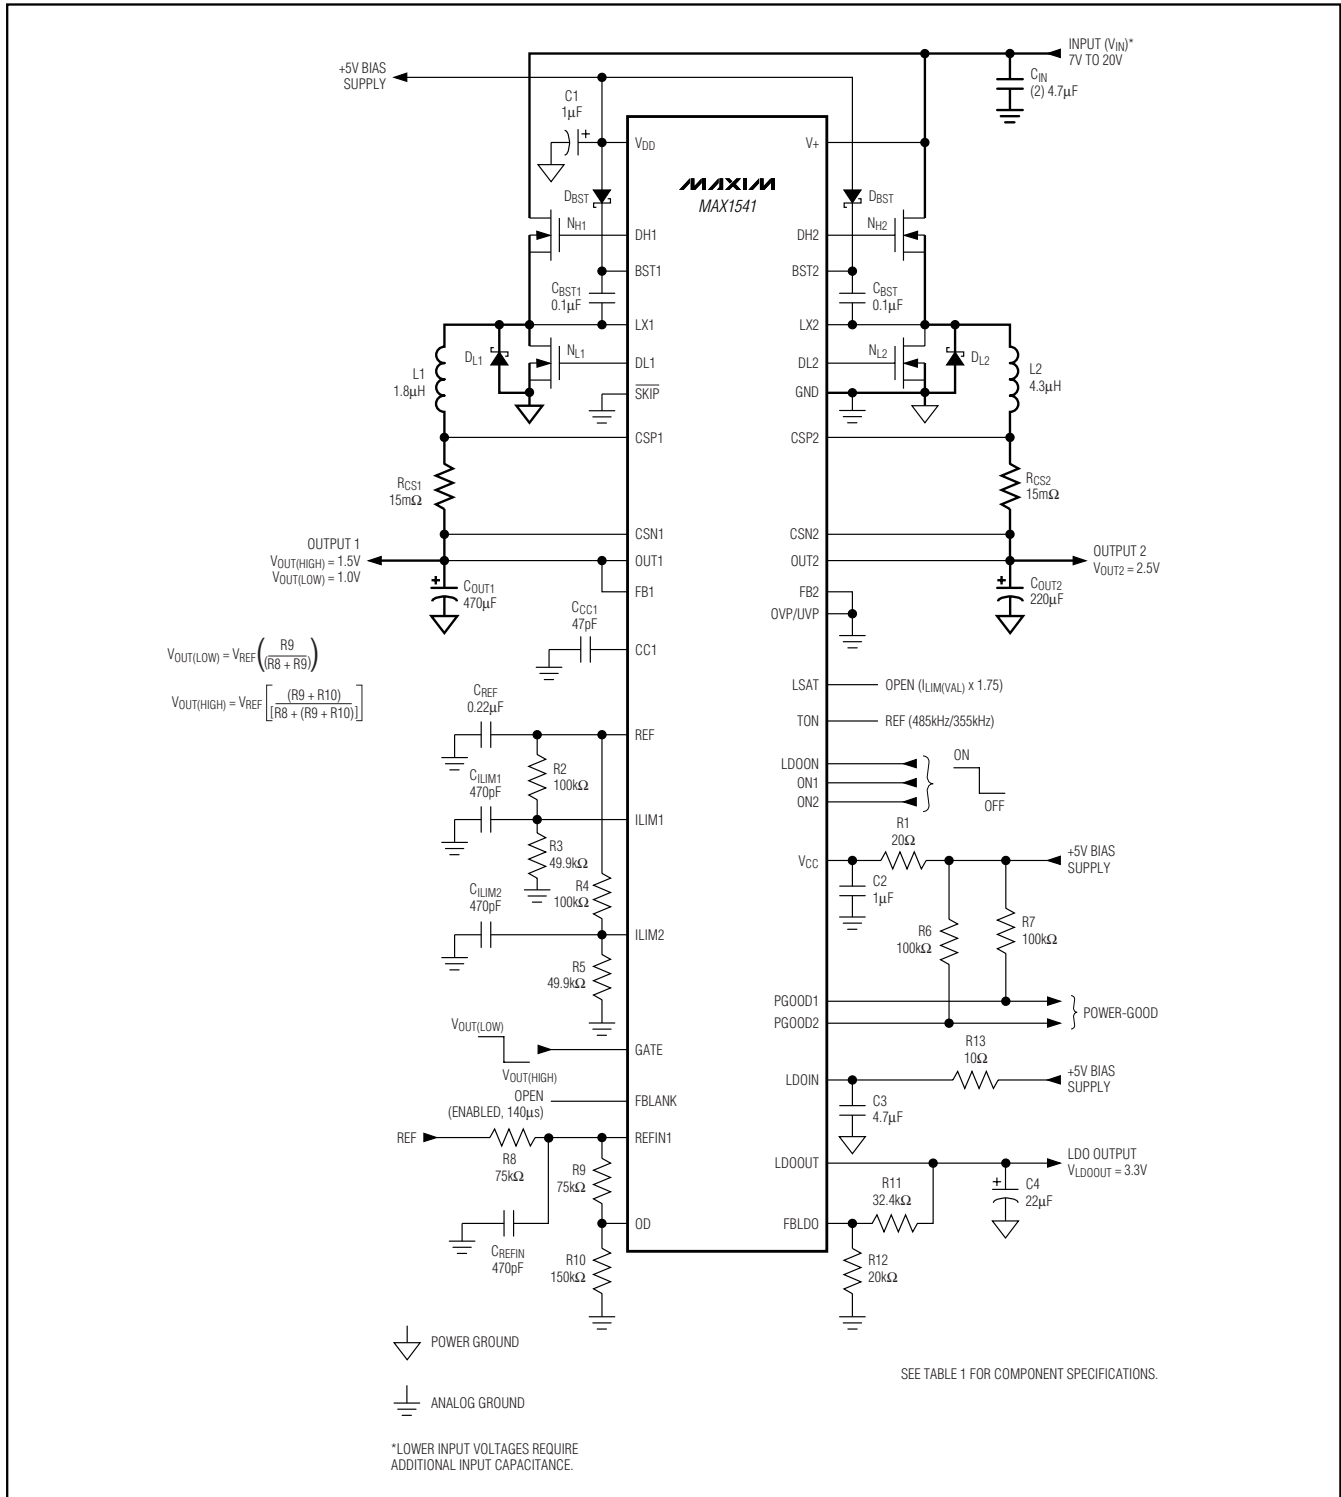 INPUT (VIN)*
7V TO 20V
+5V BIAS
SUPPLY
CIN
(2) 4.7μF
C1
1μF
+
VDD
V+
MAXIM
MAX1541
DBST
DBST
NH1
NH2
DH1
DH2
BST1
BST2
CBST1
0.1μF
CBST
0.1μF
LX1
LX2
DL1
NL1
NL2
DL2
L1
1.8μH
DL1
DL2
L2
4.3μH
SKIP
GND
CSP1
CSP2
RCS1
15mΩ
RCS2
15mΩ
CSN1
CSN2
OUTPUT 1
VOUT(HIGH) = 1.5V
VOUT(LOW) = 1.0V
OUT1
OUT2
OUTPUT 2
VOUT2 = 2.5V
+
COUT1
470μF
FB1
FB2
+
COUT2
220μF
OVP/UVP
CCC1
47pF
CC1
VOUT(LOW) = VREF(R9/(R8 + R9))
VOUT(HIGH) = VREF[(R9 + R10)/[R8 + (R9 + R10)]]
LSAT
OPEN (ILIM(VAL) x 1.75)
CREF
0.22μF
REF
TON
REF (485kHz/355kHz)
R2
100kΩ
LDOON
ON1
ON2
ON
OFF
CILIM1
470pF
ILIM1
R3
49.9kΩ
R1
20Ω
VCC
+5V BIAS
SUPPLY
C2
1μF
CILIM2
470pF
R4
100kΩ
R6
100kΩ
R7
100kΩ
ILIM2
R5
49.9kΩ
PGOOD1
PGOOD2
POWER-GOOD
VOUT(LOW)
VOUT(HIGH)
GATE
R13
10Ω
LDOIN
+5V BIAS
SUPPLY
OPEN
(ENABLED, 140μs)
FBLANK
C3
4.7μF
REF
R8
75kΩ
REFIN1
LDOOUT
LDO OUTPUT
VLDOOUT = 3.3V
R9
75kΩ
R11
32.4kΩ
+
C4
22μF
OD
FBLDO
CREFIN
470pF
R10
150kΩ
R12
20kΩ
POWER GROUND
SEE TABLE 1 FOR COMPONENT SPECIFICATIONS.
ANALOG GROUND
*LOWER INPUT VOLTAGES REQUIRE
ADDITIONAL INPUT CAPACITANCE.